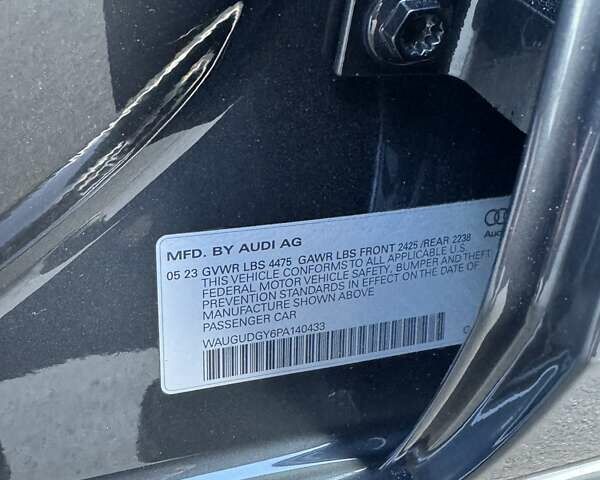 MFD. BY AUDI AG
05 23 GVWR LBS 4475 GAWR LBS FRONT 2425 /REAR 2238
THIS VEHICLE CONFORMS TO ALL APPLICABLE U.S.
FEDERAL MOTOR VEHICLE SAFETY, BUMPER AND THEFT
PREVENTION STANDARDS IN EFFECT ON THE DATE OF
MANUFACTURE SHOWN ABOVE
PASSENGER CAR
WAUGUDGY6PA140433